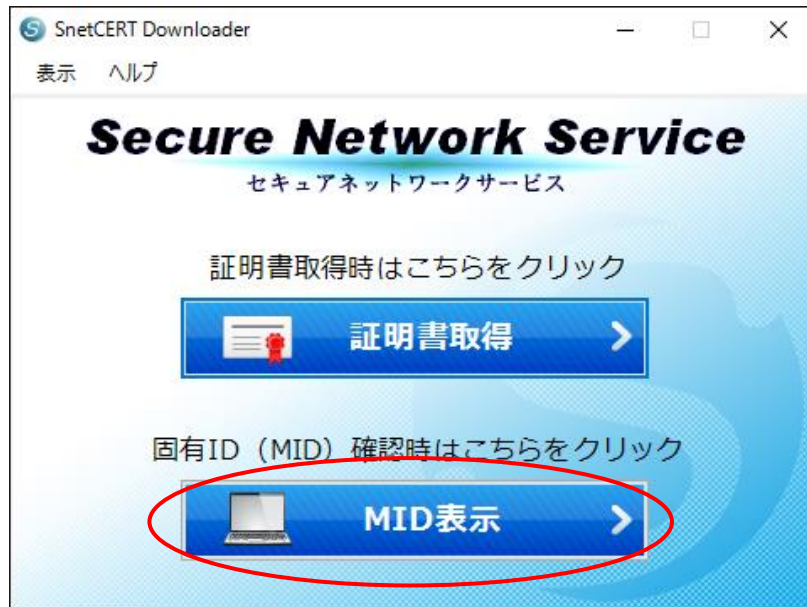 SnetCERT Downloader
表示 ヘルプ
Secure Network Service
セキュアネットワークサービス
証明書取得時はこちらをクリック
証明書取得
固有ID（MID）確認時はこちらをクリック
MID表示